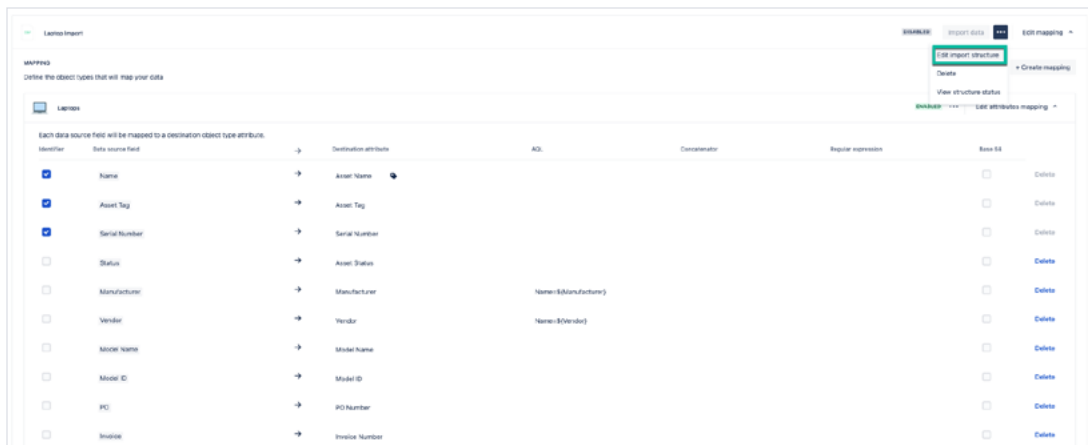 Laptop Import DISABLED Import data ••• Edit mapping
Edit import structure
MAPPING + Create mapping
Define the object types that will map your data Delete
View structure status
Laptops ENABLED ••• Edit attributes mapping
Each data source field will be mapped to a destination object type attribute.
Identifier Data source field → Destination attribute AQL Concatenator Regular expression Base 64
Name → Asset Name Delete
Asset Tag → Asset Tag Delete
Serial Number → Serial Number Delete
Status → Asset Status Delete
Manufacturer → Manufacturer Name=${Manufacturer} Delete
Vendor → Vendor Name=${Vendor} Delete
Model Name → Model Name Delete
Model ID → Model ID Delete
PO → PO Number Delete
Invoice → Invoice Number Delete